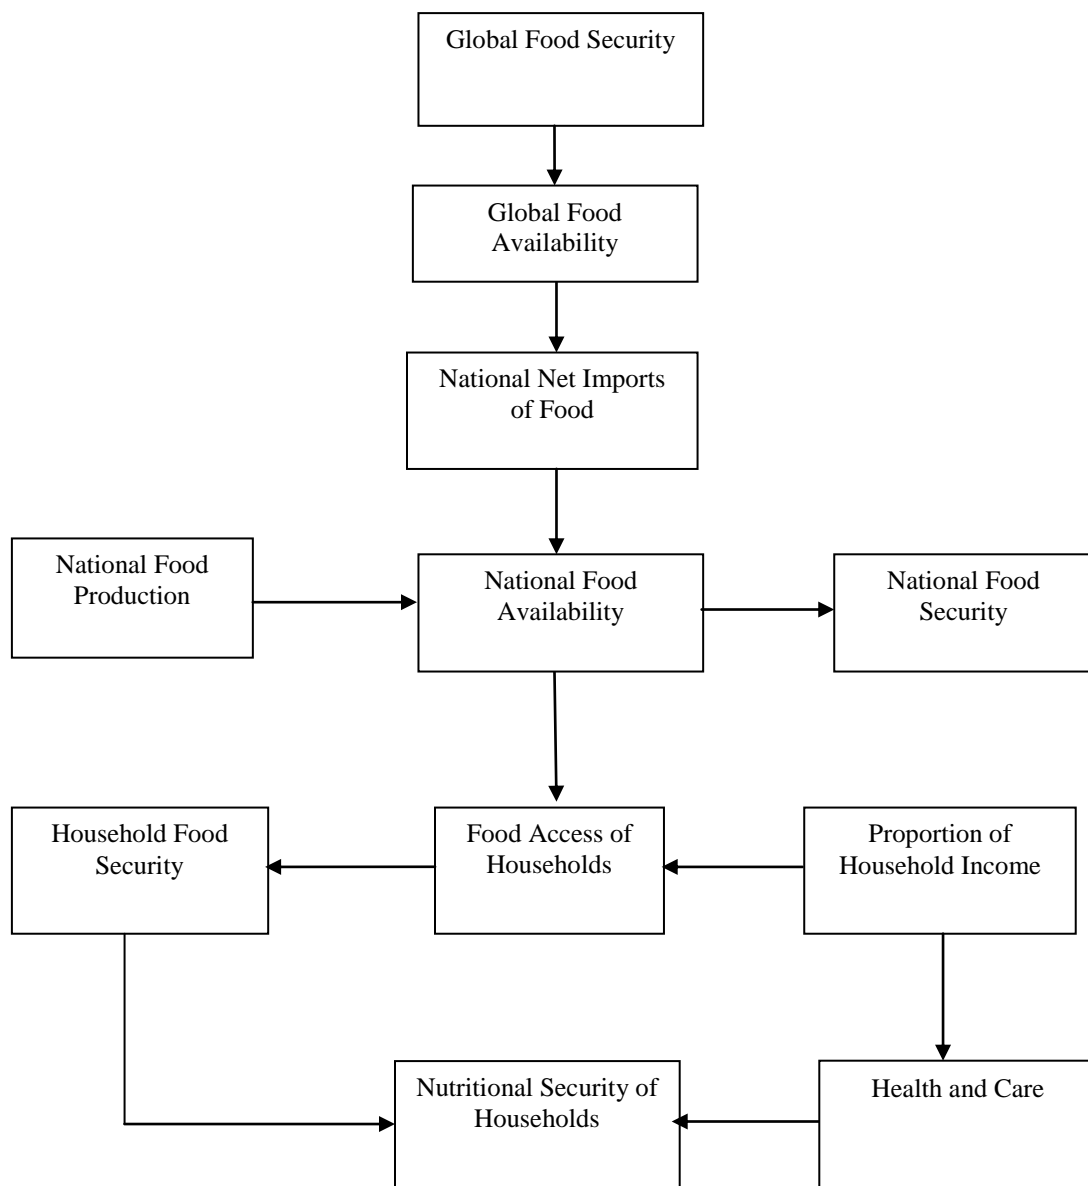 Global Food Security
Global Food
Availability
National Net Imports
of Food
National Food
Production
National Food
Availability
National Food
Security
Household Food
Security
Food Access of
Households
Proportion of
Household Income
Nutritional Security of
Households
Health and Care